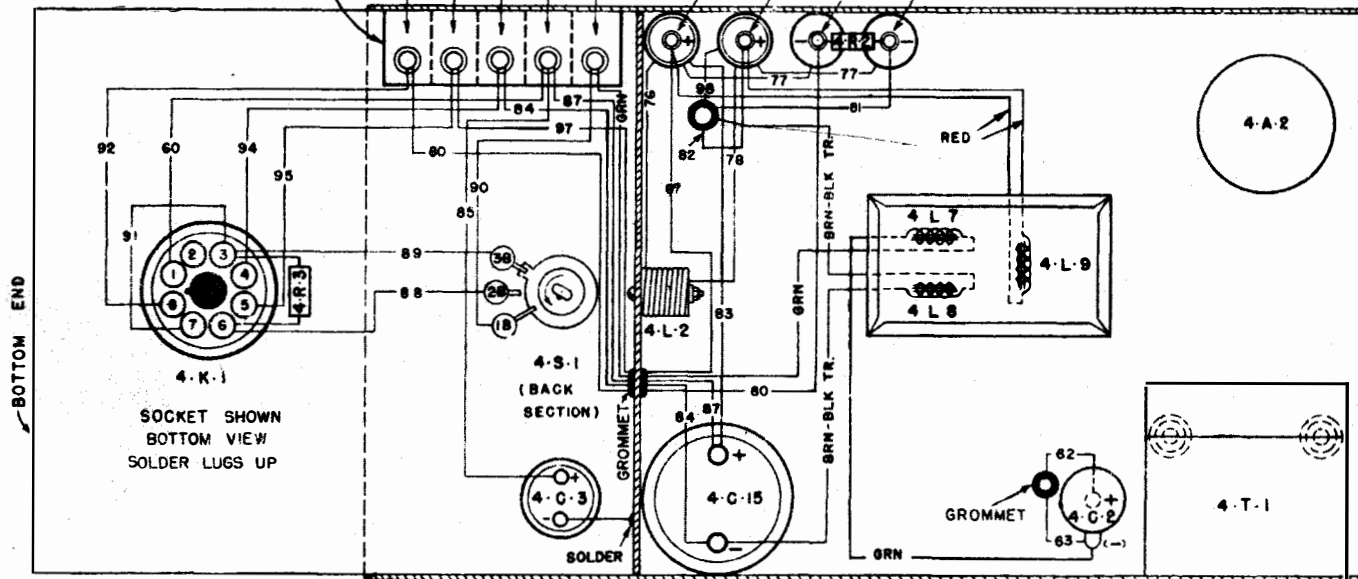 + + - 4·R·2 -
77 77
76 98 81
84 87 GRN
97
92 60 94 80
82 78
RED
4·A·2
95 90 87
85
BRN-BLK TR.
91
2 3
1 4
8 5
7 6
4·R·3
89
88
3B
2B
1B
4 L 7
4·L·9
4 L 8
4·L·2
83
GRN
BOTTOM END
4·K·1
4·S·1
(BACK
SECTION)
SOCKET SHOWN
BOTTOM VIEW
SOLDER LUGS UP
GROMMET
80
84 87
BRN-BLK TR.
+
4·C·3
-
SOLDER
+
4·C·15
-
GROMMET
62
+
4·C·2
63 (-)
GRN
4·T·1